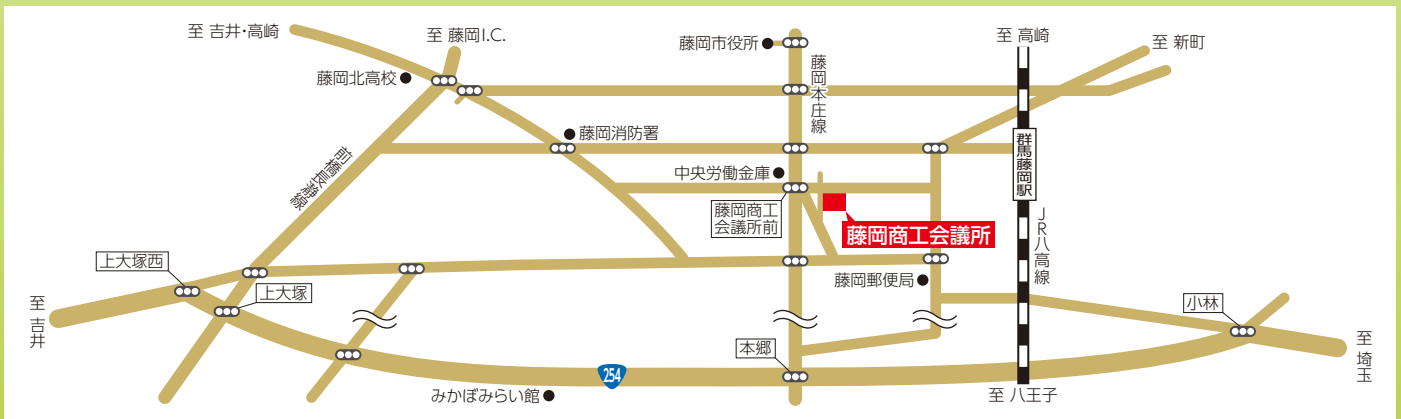 至 吉井・高崎
至 藤岡I.C.
藤岡市役所
至 高崎
至 新町
藤岡北高校
藤岡本庄線
藤岡消防署
前橋長瀞線
中央労働金庫
群馬藤岡駅
藤岡商工
会議所前
藤岡商工会議所
JR八高線
上大塚西
上大塚
藤岡郵便局
至 吉井
小林
本郷
至 埼玉
254
みかぼみらい館
至 八王子